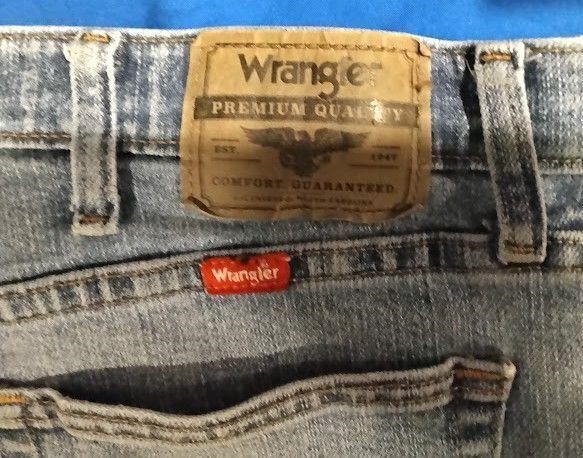 Wrangler
PREMIUM QUALITY
EST. 1947
COMFORT GUARANTEED
Wrangler